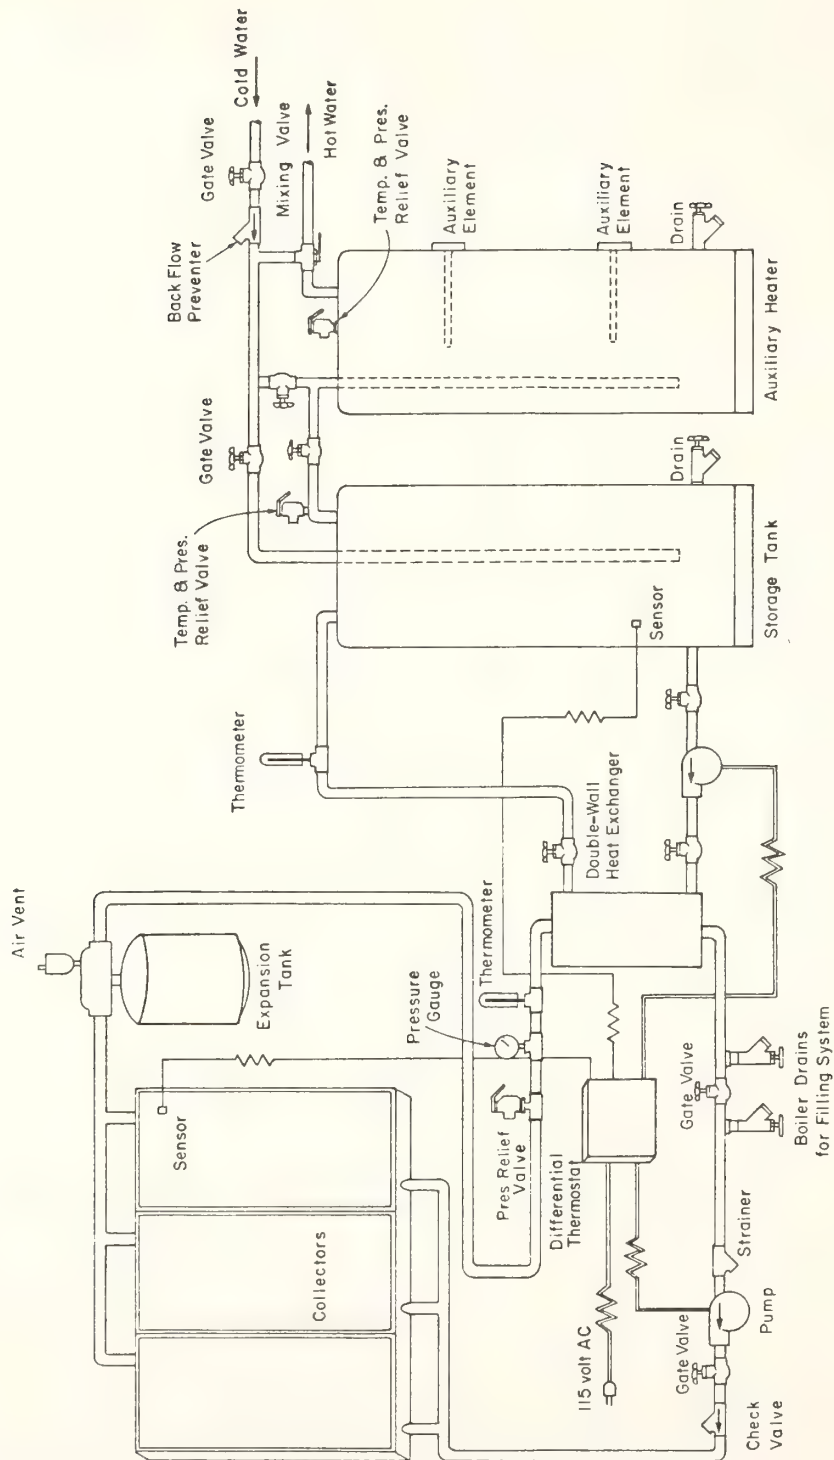 Air Vent
Expansion
Tank
Sensor
Collectors
Thermometer
Pressure
Gauge
Pres Relief
Valve
Differential
Thermostat
115 volt AC
Gate Valve
Pump
Strainer
Check
Valve
Gate Valve
Boiler Drains
for Filling System
Double-Wall
Heat Exchanger
Thermometer
Sensor
Storage Tank
Drain
Temp. & Pres.
Relief Valve
Gate Valve
Back Flow
Preventer
Gate Valve
Cold Water
Mixing Valve
Hot Water
Temp. & Pres.
Relief Valve
Auxiliary
Element
Auxiliary
Element
Drain
Auxiliary Heater